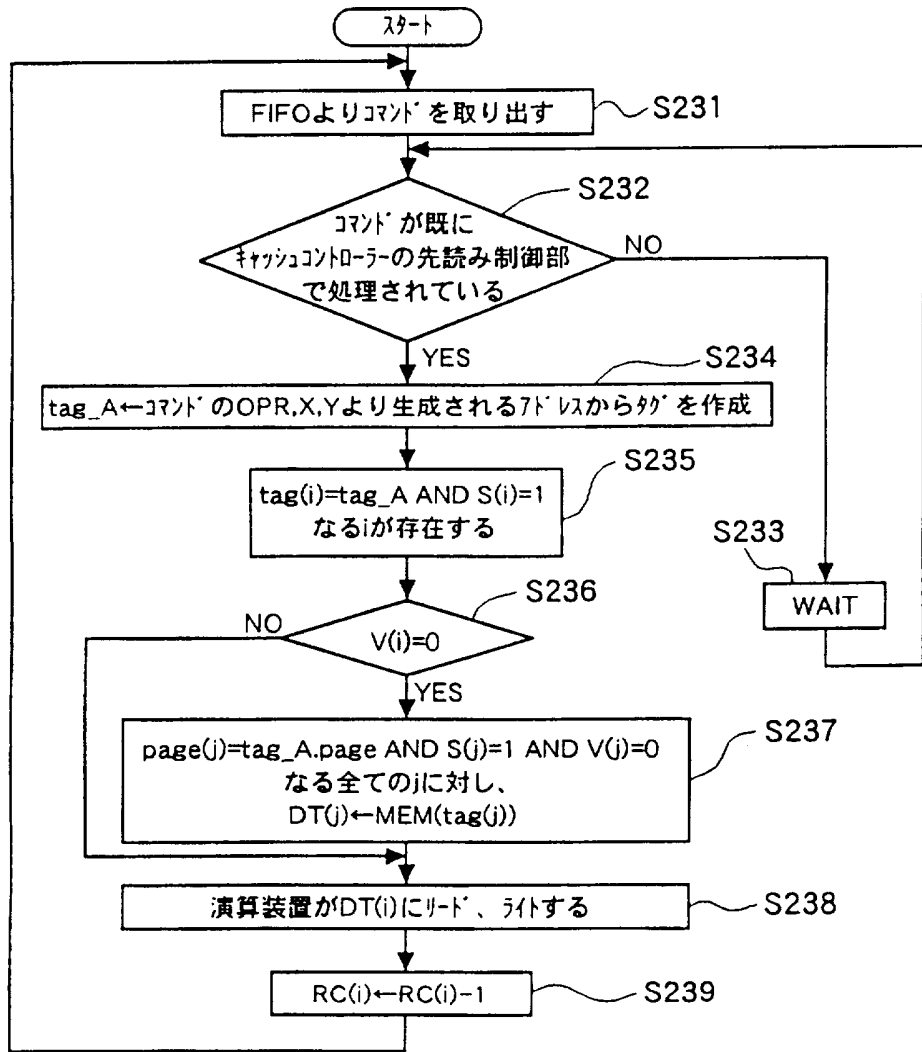 スタート
FIFOよりコマンドを取り出す
S231
S232
コマンドが既に
キャッシュコントローラーの先読み制御部
で処理されている
NO
YES
S234
tag_A←コマンドのOPR,X,Yより生成されるアドレスからタグを作成
S235
tag(i)=tag_A AND S(i)=1
なるiが存在する
S233
WAIT
S236
NO
V(i)=0
YES
S237
page(j)=tag_A.page AND S(j)=1 AND V(j)=0
なる全てのjに対し、
DT(j)←MEM(tag(j))
演算装置がDT(i)にリード、ライトする
S238
RC(i)←RC(i)-1
S239